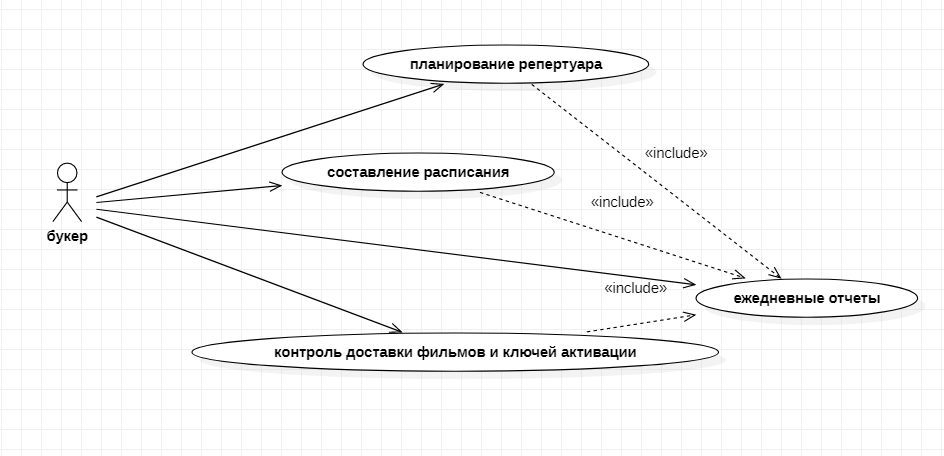 планирование репертуара
«include»
составление расписания
«include»
букер
«include»
ежедневные отчеты
контроль доставки фильмов и ключей активации